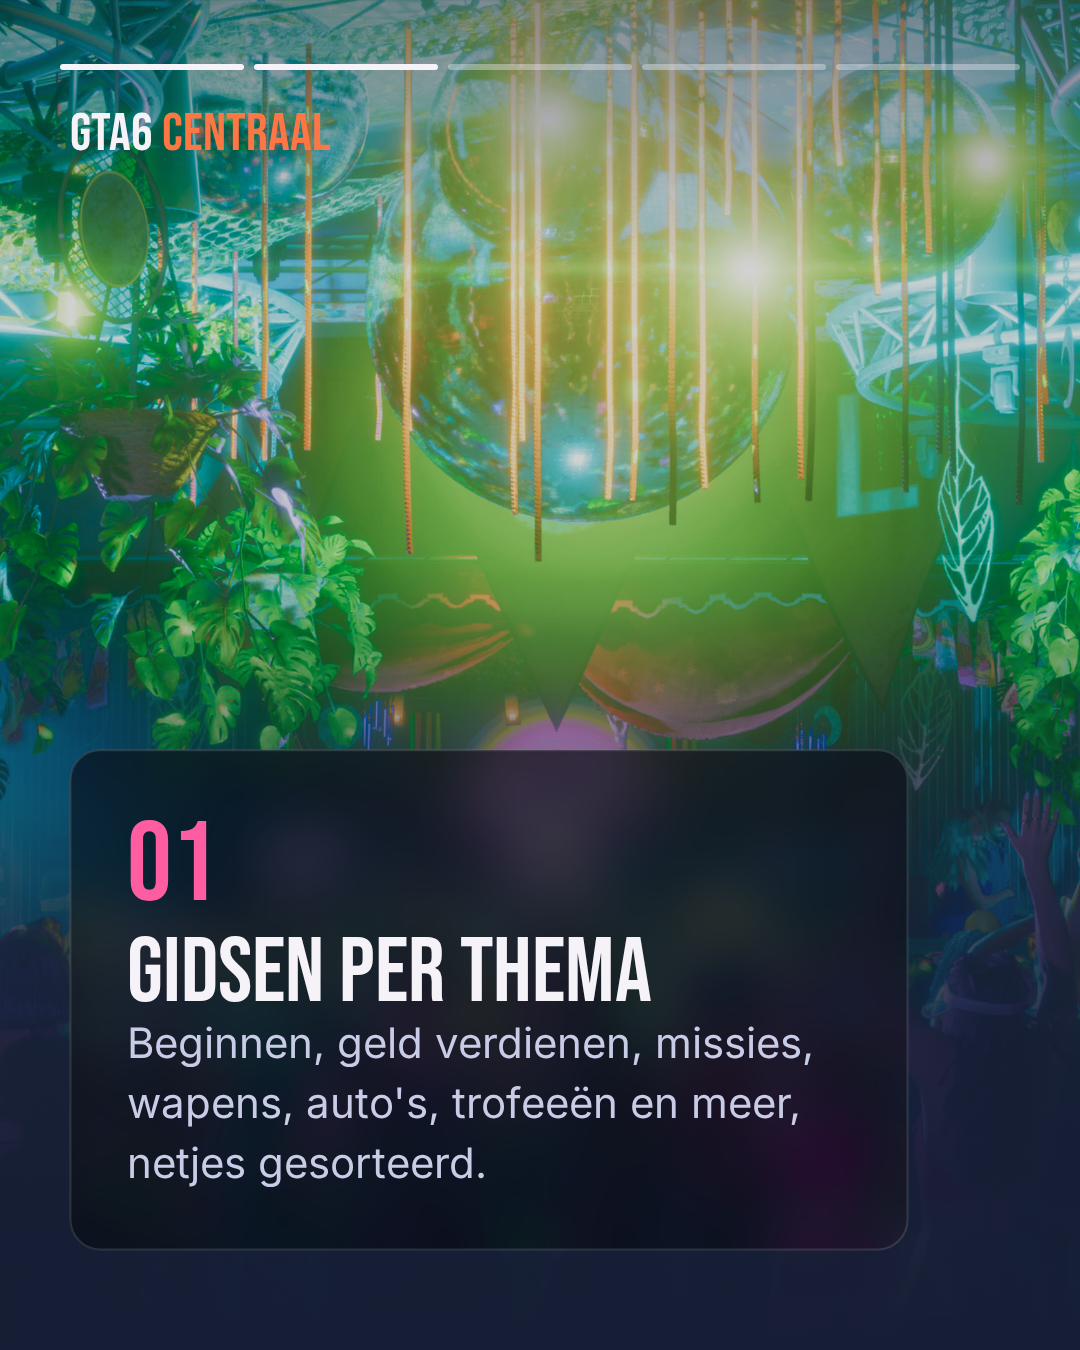 GTA6 CENTRAAL
01
GIDSEN PER THEMA
Beginnen, geld verdienen, missies,
wapens, auto's, trofeeën en meer,
netjes gesorteerd.